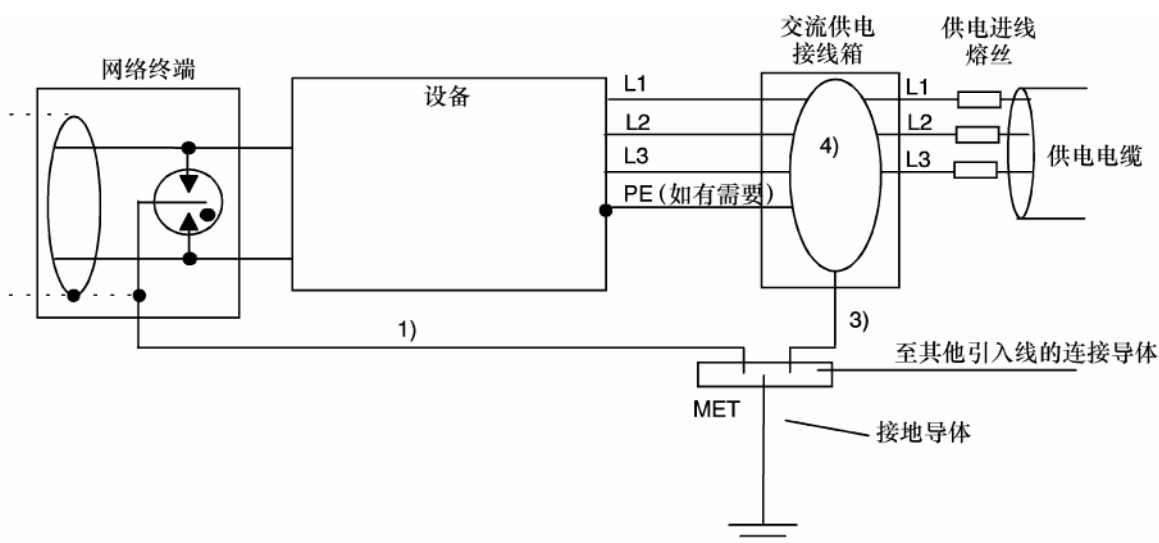 网络终端
设备
交流供电
接线箱
供电进线
熔丝
L1
L2
L3
PE（如有需要）
4)
L1
L2
L3
供电电缆
1)
3)
至其他引入线的连接导体
MET
接地导体